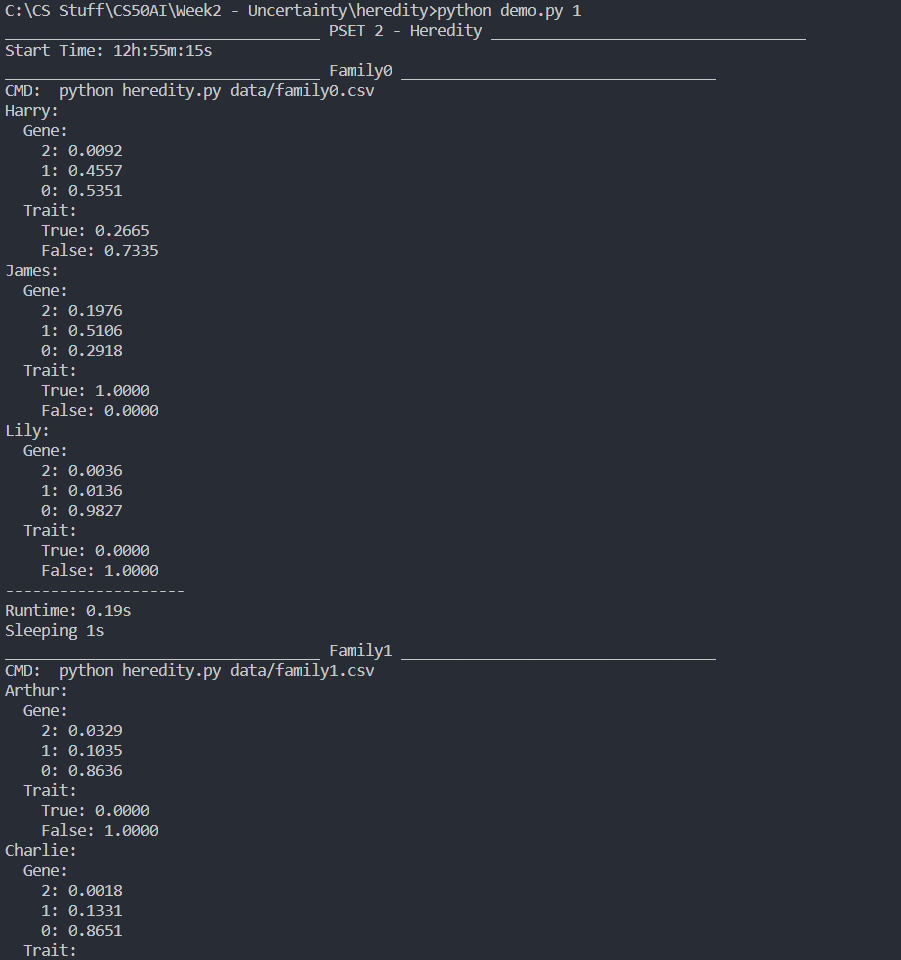 C:\CS Stuff\CS50AI\Week2 - Uncertainty\heredity>python demo.py 1
___________________________________ PSET 2 - Heredity ___________________________________
Start Time: 12h:55m:15s
___________________________________ Family0 ___________________________________
CMD:  python heredity.py data/family0.csv
Harry:
  Gene:
    2: 0.0092
    1: 0.4557
    0: 0.5351
  Trait:
    True: 0.2665
    False: 0.7335
James:
  Gene:
    2: 0.1976
    1: 0.5106
    0: 0.2918
  Trait:
    True: 1.0000
    False: 0.0000
Lily:
  Gene:
    2: 0.0036
    1: 0.0136
    0: 0.9827
  Trait:
    True: 0.0000
    False: 1.0000
--------------------
Runtime: 0.19s
Sleeping 1s
___________________________________ Family1 ___________________________________
CMD:  python heredity.py data/family1.csv
Arthur:
  Gene:
    2: 0.0329
    1: 0.1035
    0: 0.8636
  Trait:
    True: 0.0000
    False: 1.0000
Charlie:
  Gene:
    2: 0.0018
    1: 0.1331
    0: 0.8651
  Trait: